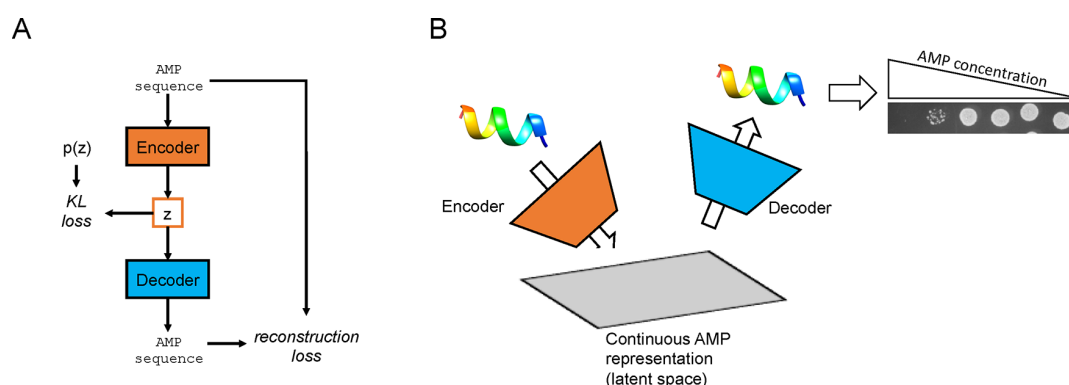 A
AMP
sequence
Encoder
p(z)
KL
loss
z
Decoder
AMP
sequence
reconstruction
loss
B
AMP concentration
Encoder
Decoder
Continuous AMP
representation
(latent space)